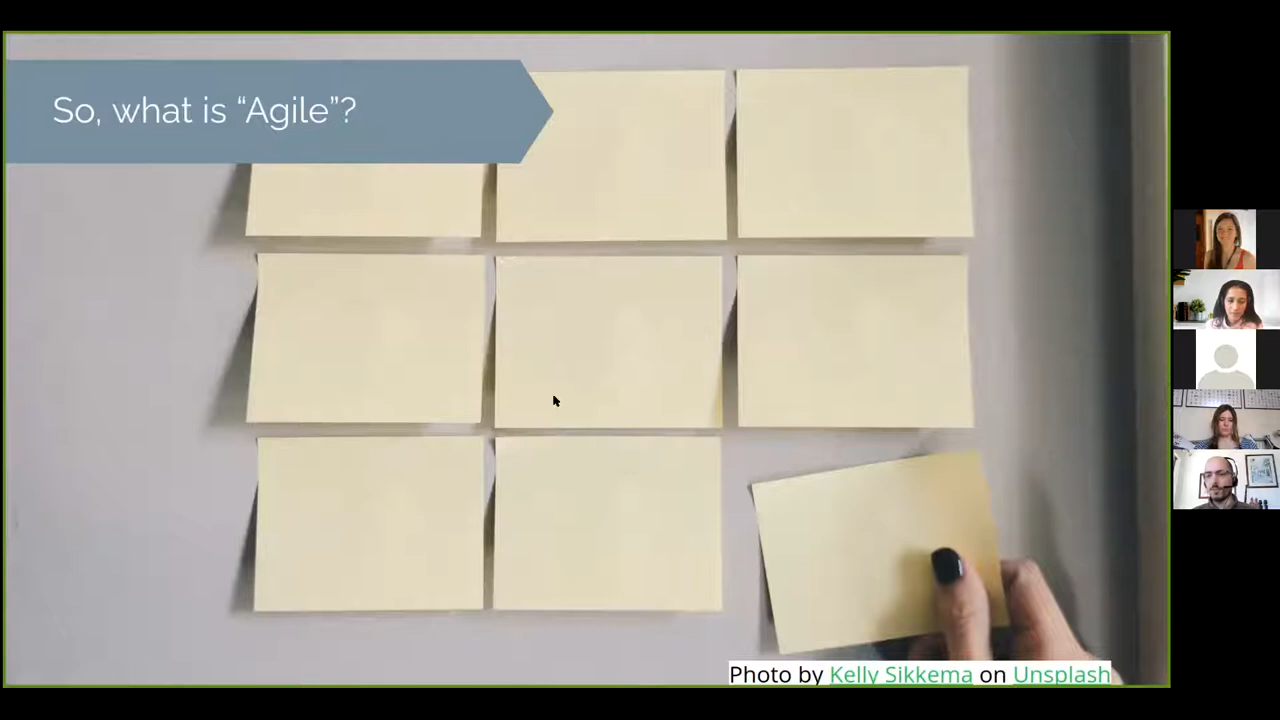 So, what is “Agile”?
Photo by Kelly Sikkema on Unsplash